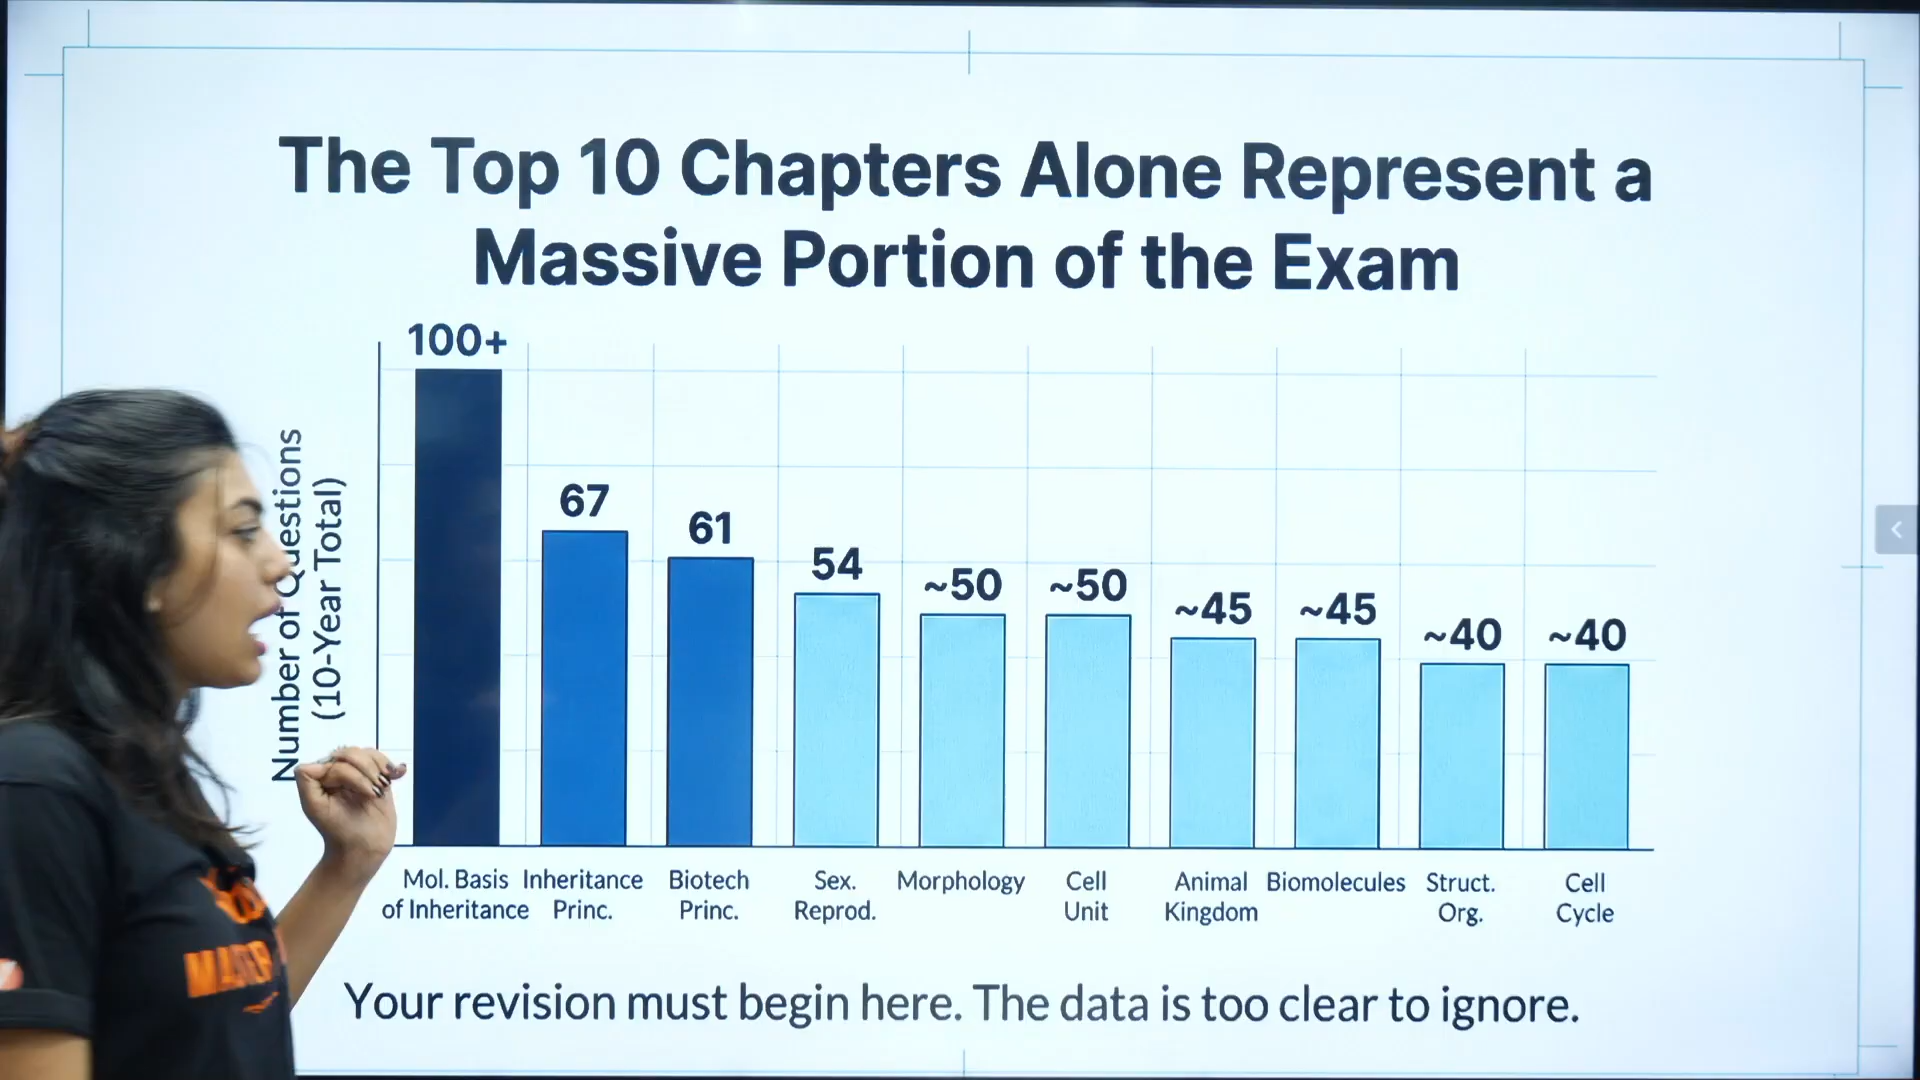 The Top 10 Chapters Alone Represent a
Massive Portion of the Exam
Number of Questions
(10-Year Total)
100+
67
61
54
~50
~50
~45
~45
~40
~40
Mol. Basis
of Inheritance
Inheritance
Princ.
Biotech
Princ.
Sex.
Reprod.
Morphology
Cell
Unit
Animal
Kingdom
Biomolecules
Struct.
Org.
Cell
Cycle
Your revision must begin here. The data is too clear to ignore.